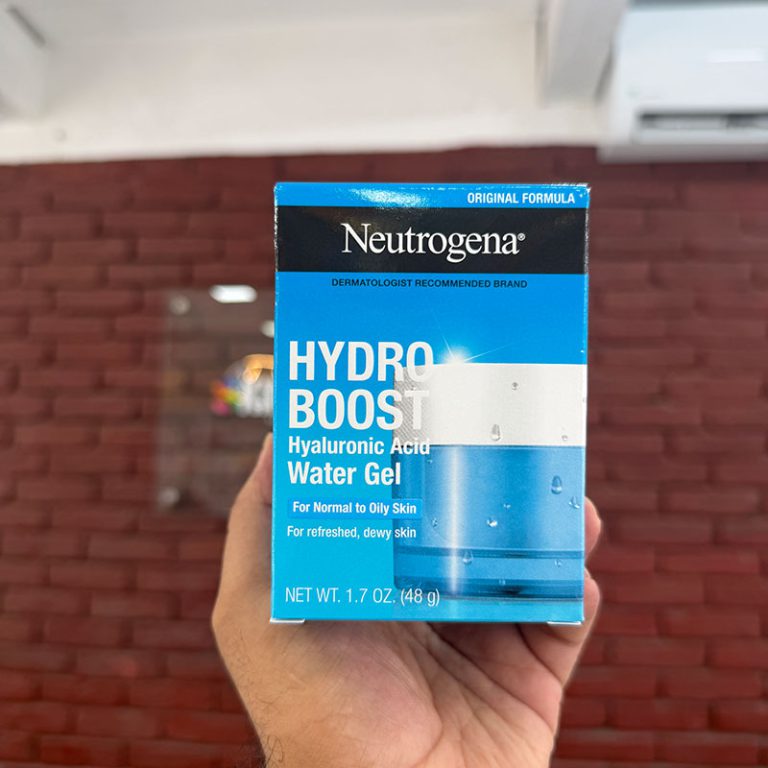 ORIGINAL FORMULA
Neutrogena®
DERMATOLOGIST RECOMMENDED BRAND
HYDRO
BOOST
Hyaluronic Acid
Water Gel
For Normal to Oily Skin
For refreshed, dewy skin
NET WT. 1.7 OZ. (48 g)